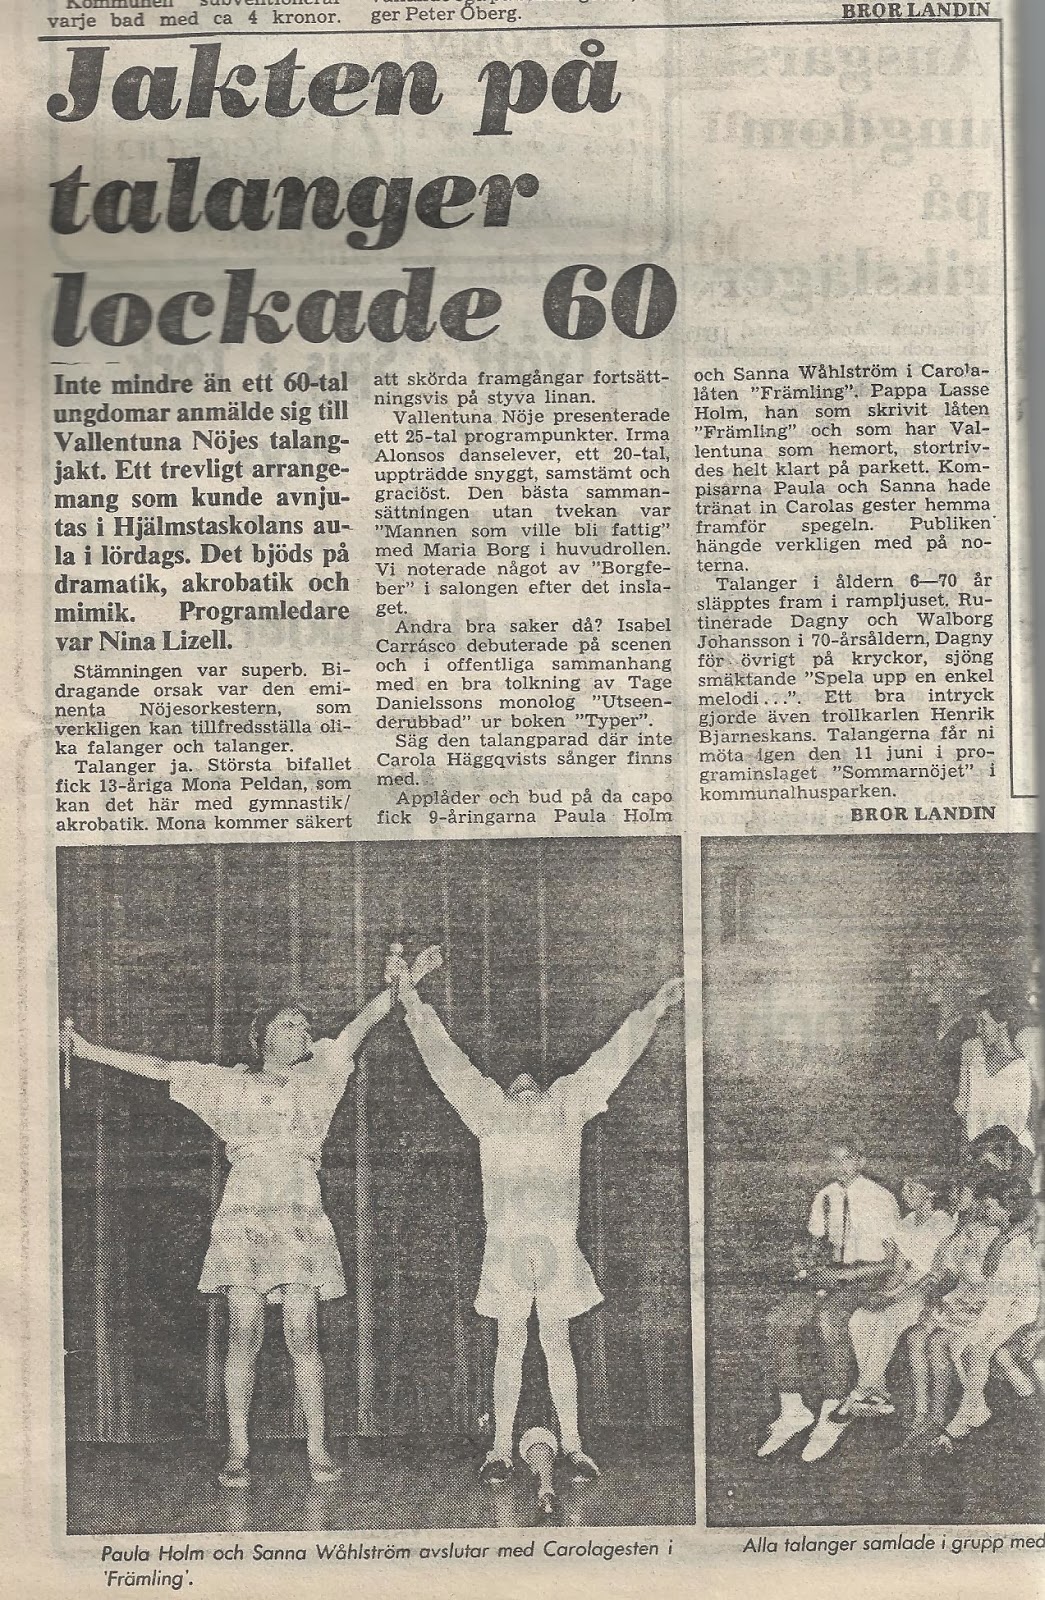 Kommunen subventionerar
varje bad med ca 4 kronor.
ger Peter Öberg.
BROR LANDIN
Jakten på
talanger
lockade 60
Inte mindre än ett 60-tal
ungdomar anmälde sig till
Vallentuna Nöjes talang-
jakt. Ett trevligt arrange-
mang som kunde avnju-
tas i Hjälmstaskolans au-
la i lördags. Det bjöds på
dramatik, akrobatik och
mimik. Programledare
var Nina Lizell.
Stämningen var superb. Bi-
dragande orsak var den emi-
nenta Nöjesorkestern, som
verkligen kan tillfredsställa oli-
ka falanger och talanger.
Talanger ja. Största bifallet
fick 13-åriga Mona Peldan, som
kan det här med gymnastik/
akrobatik. Mona kommer säkert
att skörda framgångar fortsätt-
ningsvis på styva linan.
Vallentuna Nöje presenterade
ett 25-tal programpunkter. Irma
Alonsos danselever, ett 20-tal,
uppträdde snyggt, samstämt och
graciöst. Den bästa samman-
sättningen utan tvekan var
"Mannen som ville bli fattig"
med Maria Borg i huvudrollen.
Vi noterade något av "Borgfe-
ber" i salongen efter det insla-
get.
Andra bra saker då? Isabel
Carrásco debuterade på scenen
och i offentliga sammanhang
med en bra tolkning av Tage
Danielssons monolog "Utseen-
derubbad" ur boken "Typer".
Säg den talangparad där inte
Carola Häggqvists sånger finns
med.
Applåder och bud på da capo
fick 9-åringarna Paula Holm
och Sanna Wåhlström i Carola-
låten "Främling". Pappa Lasse
Holm, han som skrivit låten
"Främling" och som har Val-
lentuna som hemort, stortriv-
des helt klart på parkett. Kom-
pisarna Paula och Sanna hade
tränat in Carolas gester hemma
framför spegeln. Publiken
hängde verkligen med på no-
terna.
Talanger i åldern 6—70 år
släpptes fram i rampljuset. Ru-
tinerade Dagny och Walborg
Johansson i 70-årsåldern, Dagny
för övrigt på kryckor, sjöng
smäktande "Spela upp en enkel
melodi...". Ett bra intryck
gjorde även trollkarlen Henrik
Bjarneskans. Talangerna får ni
möta igen den 11 juni i pro-
graminslaget "Sommarnöjet" i
kommunalhusparken.
BROR LANDIN
Paula Holm och Sanna Wåhlström avslutar med Carolagesten i
'Främling'.
Alla talanger samlade i grupp med